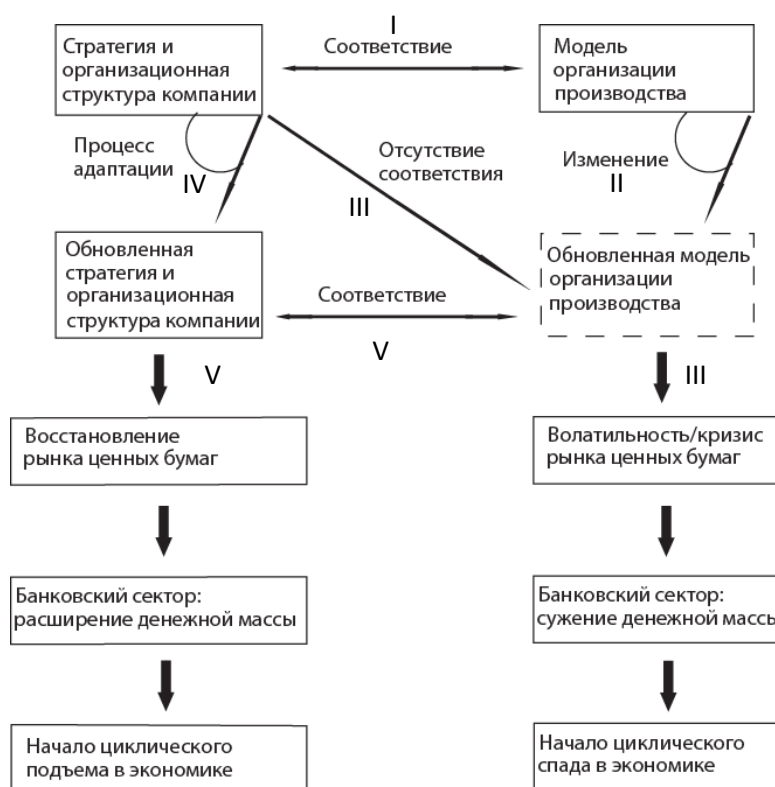 I
Стратегия и
организационная
структура компании
Соответствие
Модель
организации
производства
Процесс
адаптации
IV
Отсутствие
соответствия
III
Изменение
II
Обновленная
стратегия и
организационная
структура компании
Соответствие
V
Обновленная модель
организации
производства
V
III
Восстановление
рынка ценных бумаг
Волатильность/кризис
рынка ценных бумаг
Банковский сектор:
расширение денежной массы
Банковский сектор:
сужение денежной массы
Начало циклического
подъема в экономике
Начало циклического
спада в экономике